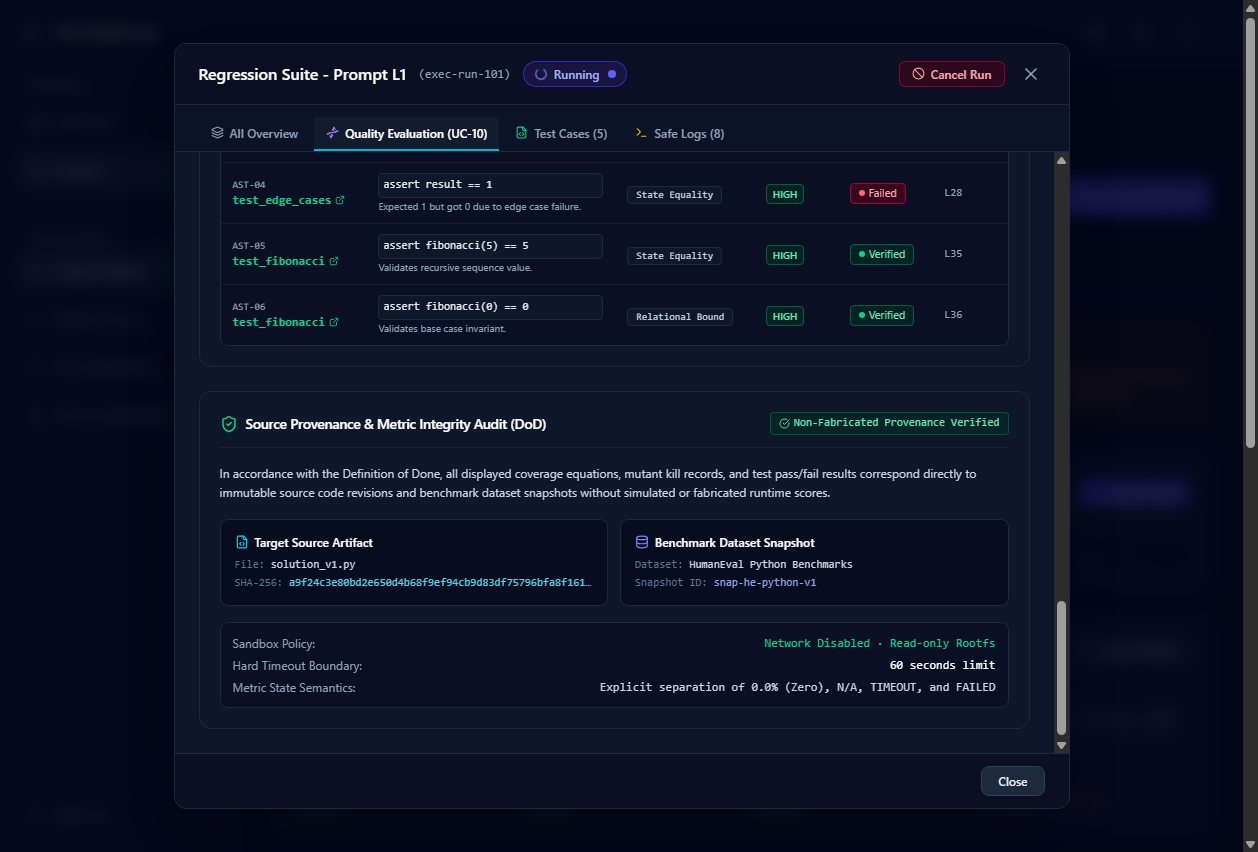 Regression Suite - Prompt L1 (exec-run-101) Running Cancel Run
All Overview Quality Evaluation (UC-10) Test Cases (5) Safe Logs (8)
AST-04
test_edge_cases
assert result == 1
Expected 1 but got 0 due to edge case failure.
State Equality HIGH Failed L28
AST-05
test_fibonacci
assert fibonacci(5) == 5
Validates recursive sequence value.
State Equality HIGH Verified L35
AST-06
test_fibonacci
assert fibonacci(0) == 0
Validates base case invariant.
Relational Bound HIGH Verified L36
Source Provenance & Metric Integrity Audit (DoD) Non-Fabricated Provenance Verified
In accordance with the Definition of Done, all displayed coverage equations, mutant kill records, and test pass/fail results correspond directly to
immutable source code revisions and benchmark dataset snapshots without simulated or fabricated runtime scores.
Target Source Artifact
File: solution_v1.py
SHA-256: a9f24c3e80bd2e650d4b68f9ef94cb9d83df75796bfa8f161…
Benchmark Dataset Snapshot
Dataset: HumanEval Python Benchmarks
Snapshot ID: snap-he-python-v1
Sandbox Policy: Network Disabled · Read-only Rootfs
Hard Timeout Boundary: 60 seconds limit
Metric State Semantics: Explicit separation of 0.0% (Zero), N/A, TIMEOUT, and FAILED
Close